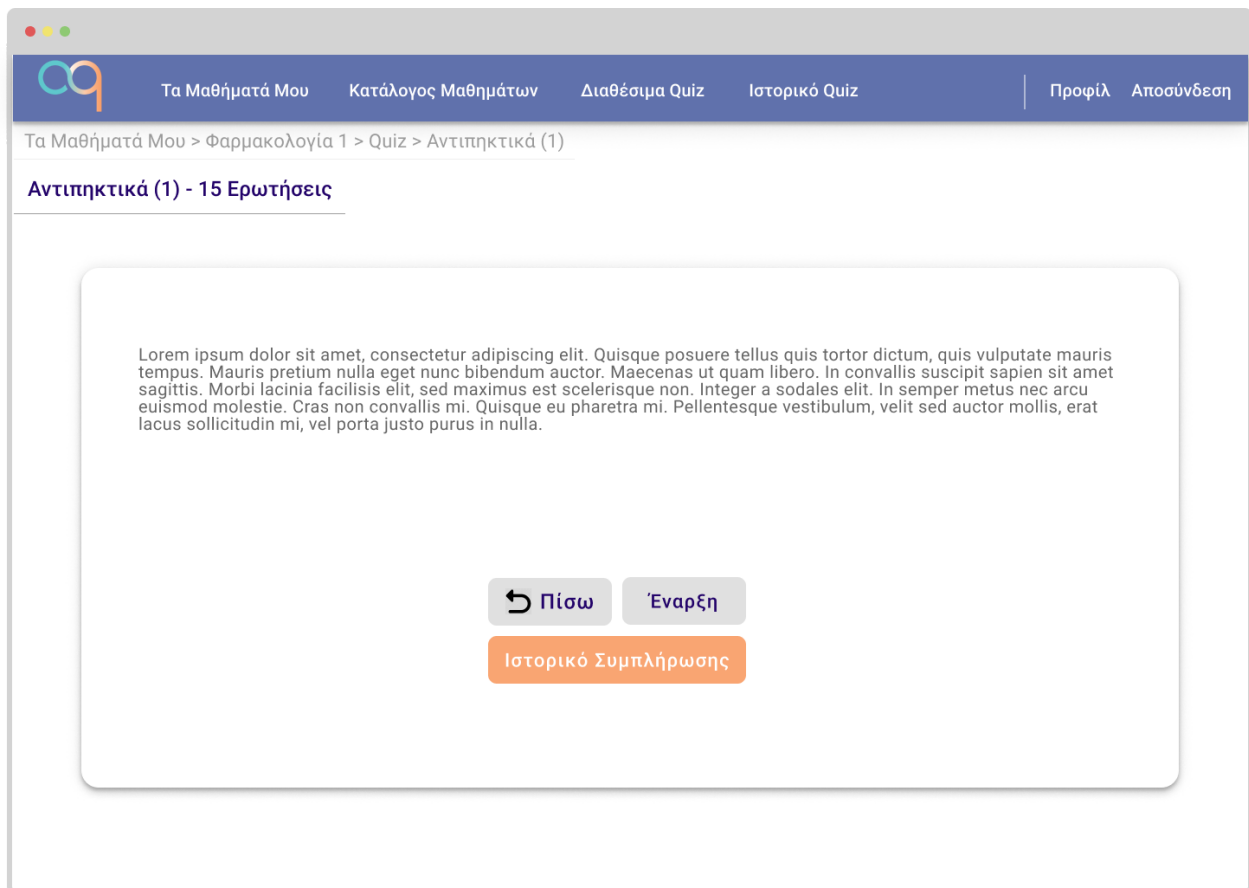 Τα Μαθήματά Μου Κατάλογος Μαθημάτων Διαθέσιμα Quiz Ιστορικό Quiz Προφίλ Αποσύνδεση
Τα Μαθήματά Μου > Φαρμακολογία 1 > Quiz > Αντιπηκτικά (1)
Αντιπηκτικά (1) - 15 Ερωτήσεις
Lorem ipsum dolor sit amet, consectetur adipiscing elit. Quisque posuere tellus quis tortor dictum, quis vulputate mauris
tempus. Mauris pretium nulla eget nunc bibendum auctor. Maecenas ut quam libero. In convallis suscipit sapien sit amet
sagittis. Morbi lacinia facilisis elit, sed maximus est scelerisque non. Integer a sodales elit. In semper metus nec arcu
euismod molestie. Cras non convallis mi. Quisque eu pharetra mi. Pellentesque vestibulum, velit sed auctor mollis, erat
lacus sollicitudin mi, vel porta justo purus in nulla.
Πίσω Έναρξη
Ιστορικό Συμπλήρωσης